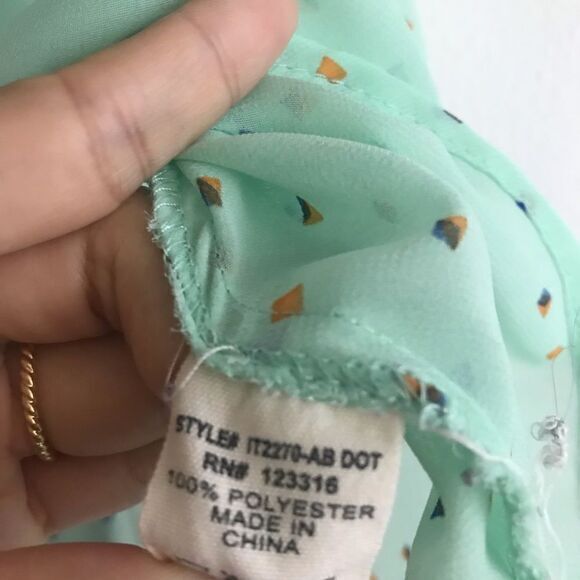 STYLE# IT2270-AB DOT
RN# 123316
100% POLYESTER
MADE IN
CHINA